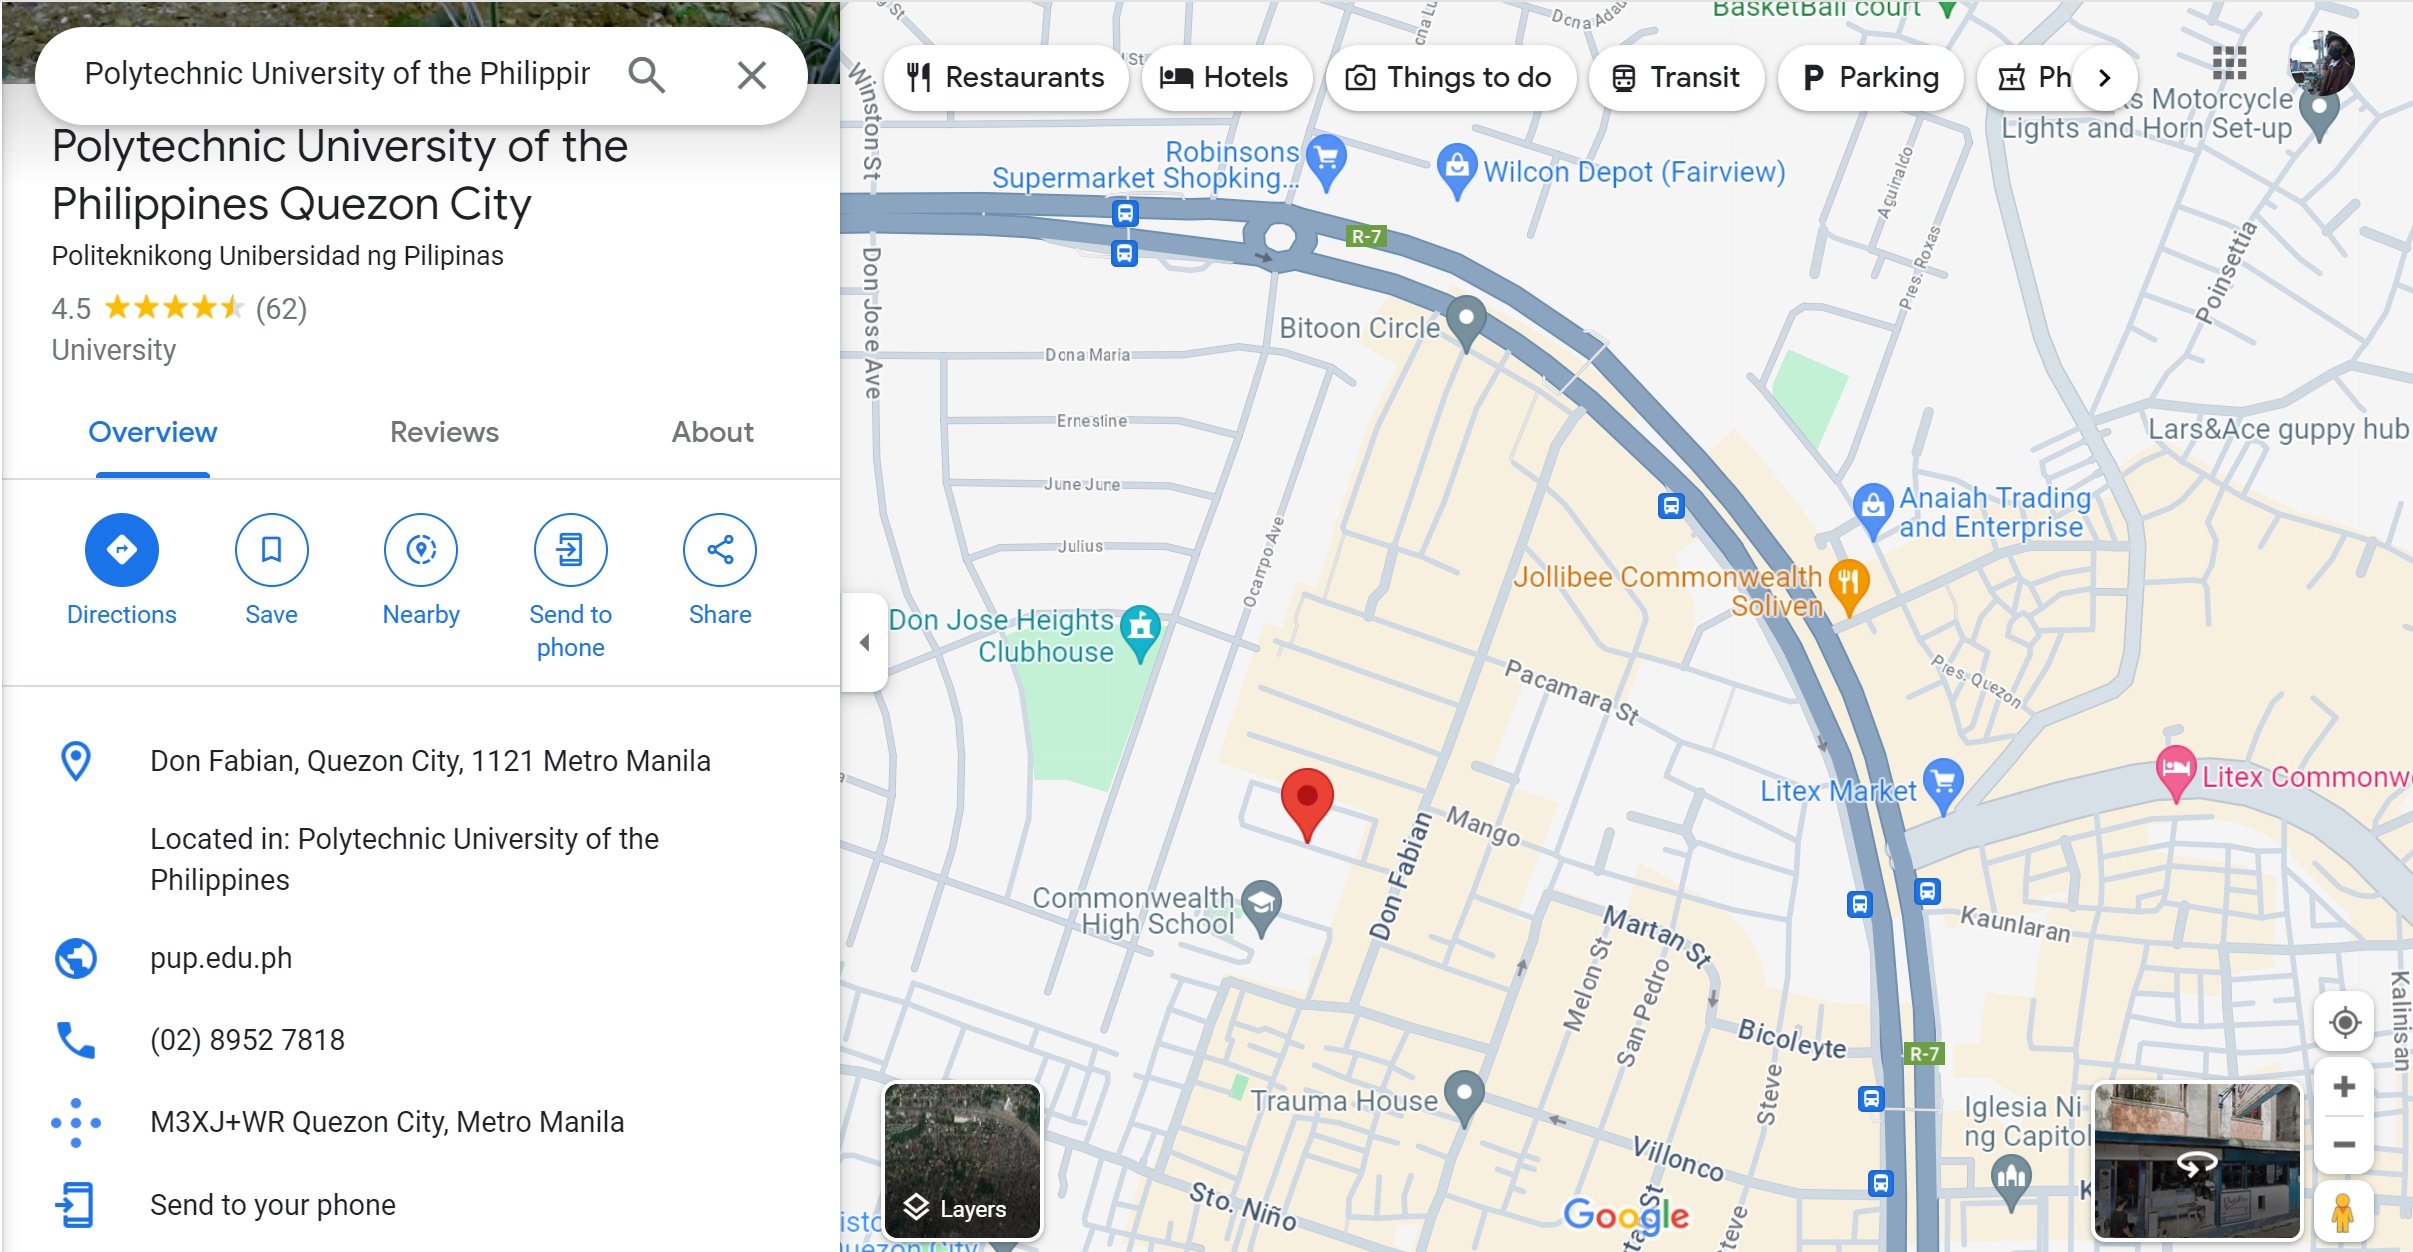 Polytechnic University of the Philippir
Polytechnic University of the
Philippines Quezon City
Politeknikong Unibersidad ng Pilipinas
4.5 (62)
University
Overview Reviews About
Directions Save Nearby Send to phone Share
Don Fabian, Quezon City, 1121 Metro Manila
Located in: Polytechnic University of the
Philippines
pup.edu.ph
(02) 8952 7818
M3XJ+WR Quezon City, Metro Manila
Send to your phone
BasketBall court
Restaurants Hotels Things to do Transit Parking Ph
Winston St
Don Jose Ave
Robinsons
Supermarket Shopking...
Wilcon Depot (Fairview)
s Motorcycle
Lights and Horn Set-up
Aguinaldo
Pres. Roxas
Poinsettia
R-7
Bitoon Circle
Dona Maria
Ernestine
June June
Julius
Ocampo Ave
Lars&Ace guppy hub
Anaiah Trading
and Enterprise
Jollibee Commonwealth
Soliven
Don Jose Heights
Clubhouse
Pacamara St
Pres. Quezon
Litex Market
Litex Commonw
Mango
Don Fabian
Commonwealth
High School
Martan St
Melon St
San Pedro
Kaunlaran
Kalinisan
Bicoleyte
R-7
Steve
Trauma House
Villonco
Iglesia Ni
ng Capitol
Sto. Niño
Layers
Google
Steve
Quezon City